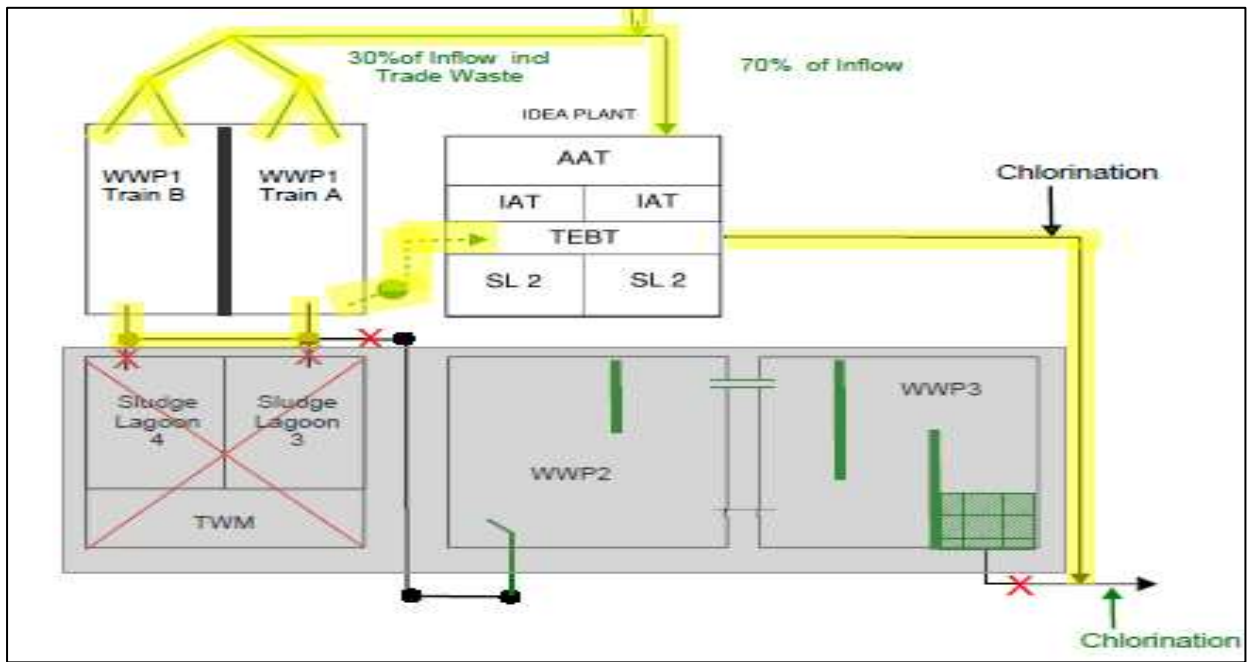 30%of Inflow incl
Trade Waste
70% of Inflow
IDEA PLANT
AAT
WWP1
Train B
WWP1
Train A
Chlorination
IAT
IAT
TEBT
SL 2
SL 2
Sludge
Lagoon
4
Sludge
Lagoon
3
WWP3
WWP2
TWM
Chlorination